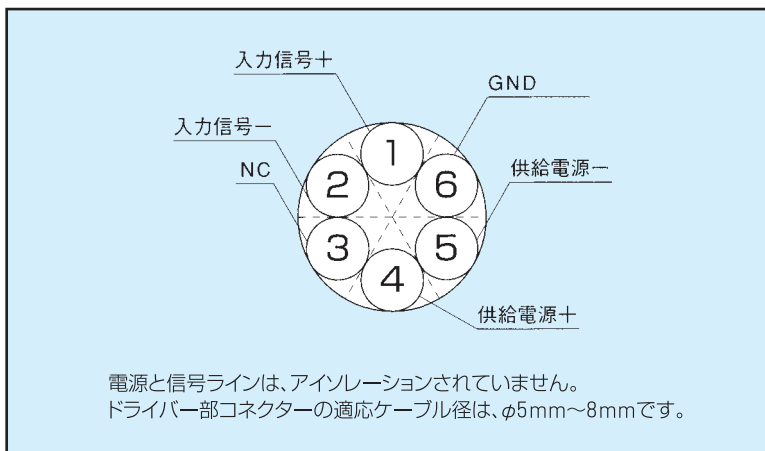 入力信号＋
GND
入力信号－
NC
供給電源－
1
2
6
3
5
4
供給電源＋
電源と信号ラインは、アイソレーションされていません。
ドライバー部コネクターの適応ケーブル径は、φ5mm～8mmです。